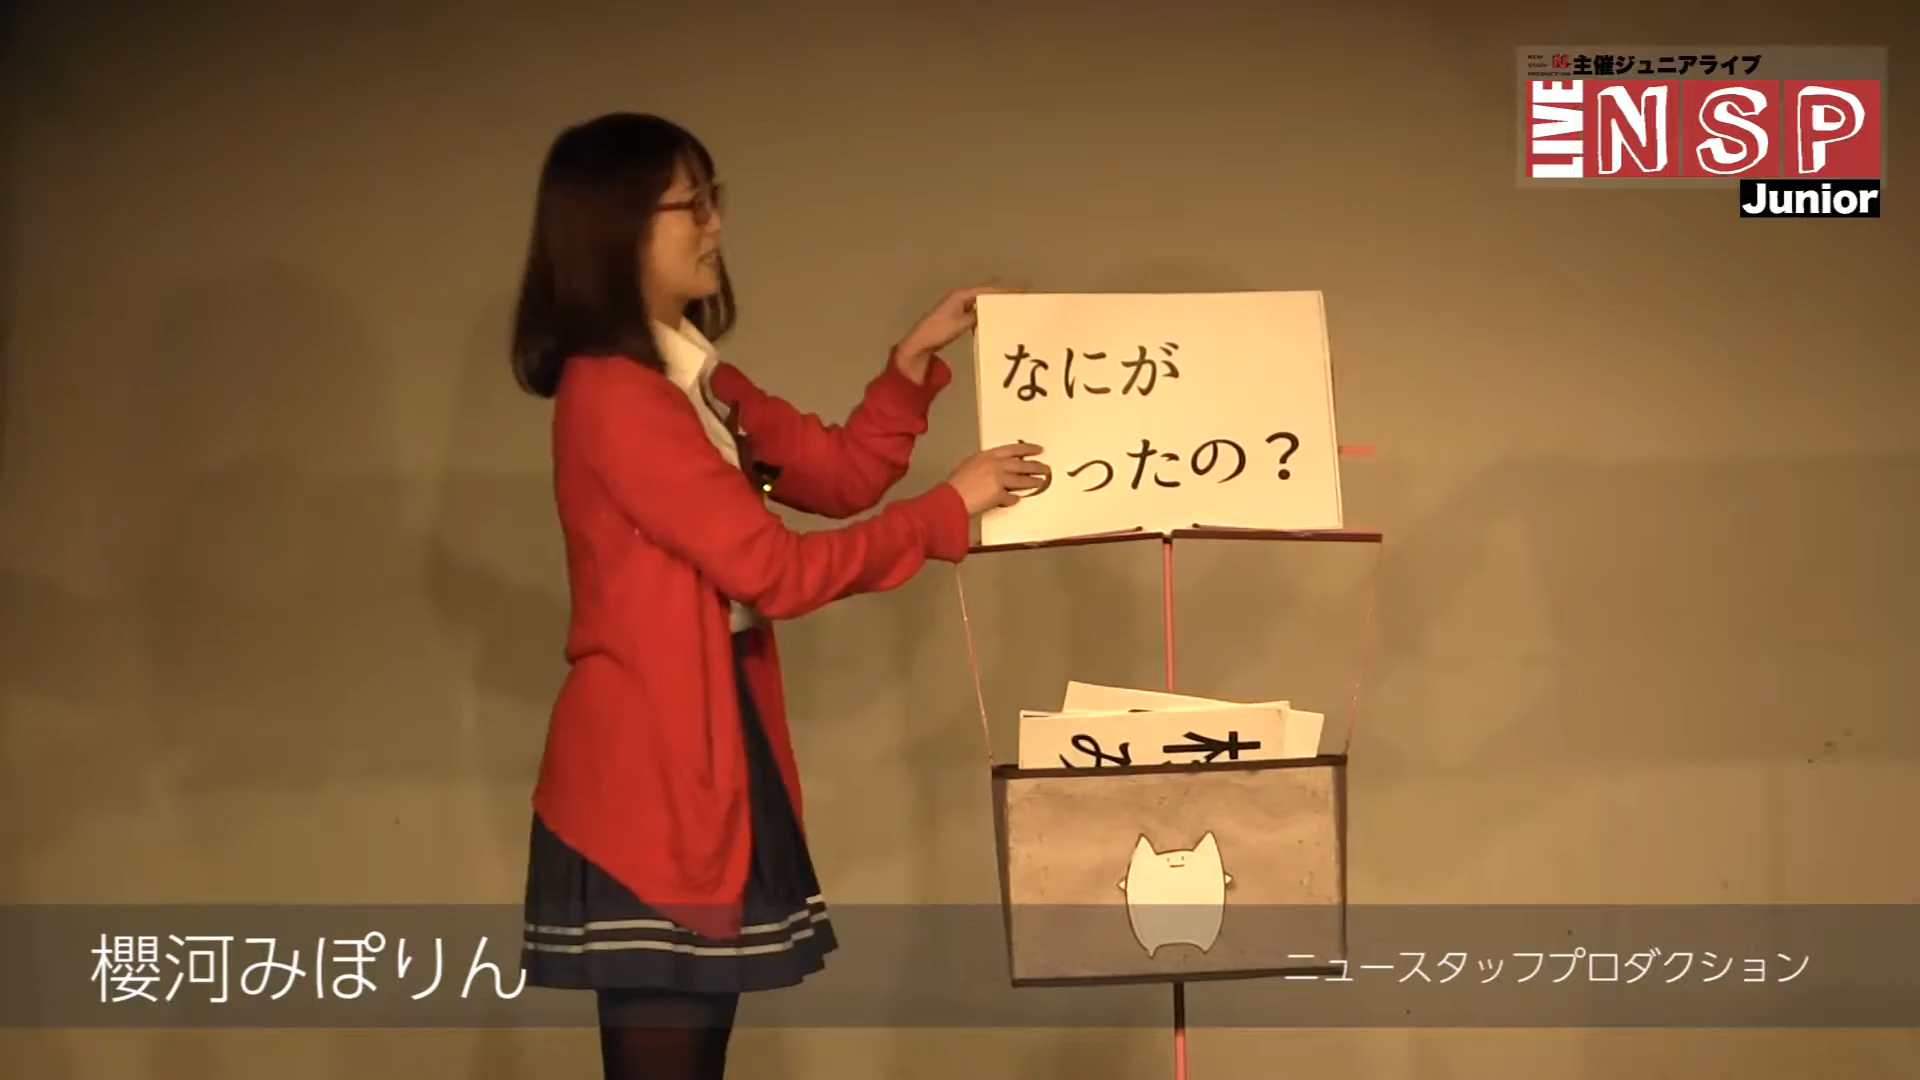 主催ジュニアライブ
LIVE NSP
Junior
なにが
あったの？
櫻河みぽりん
ニュースタッフプロダクション